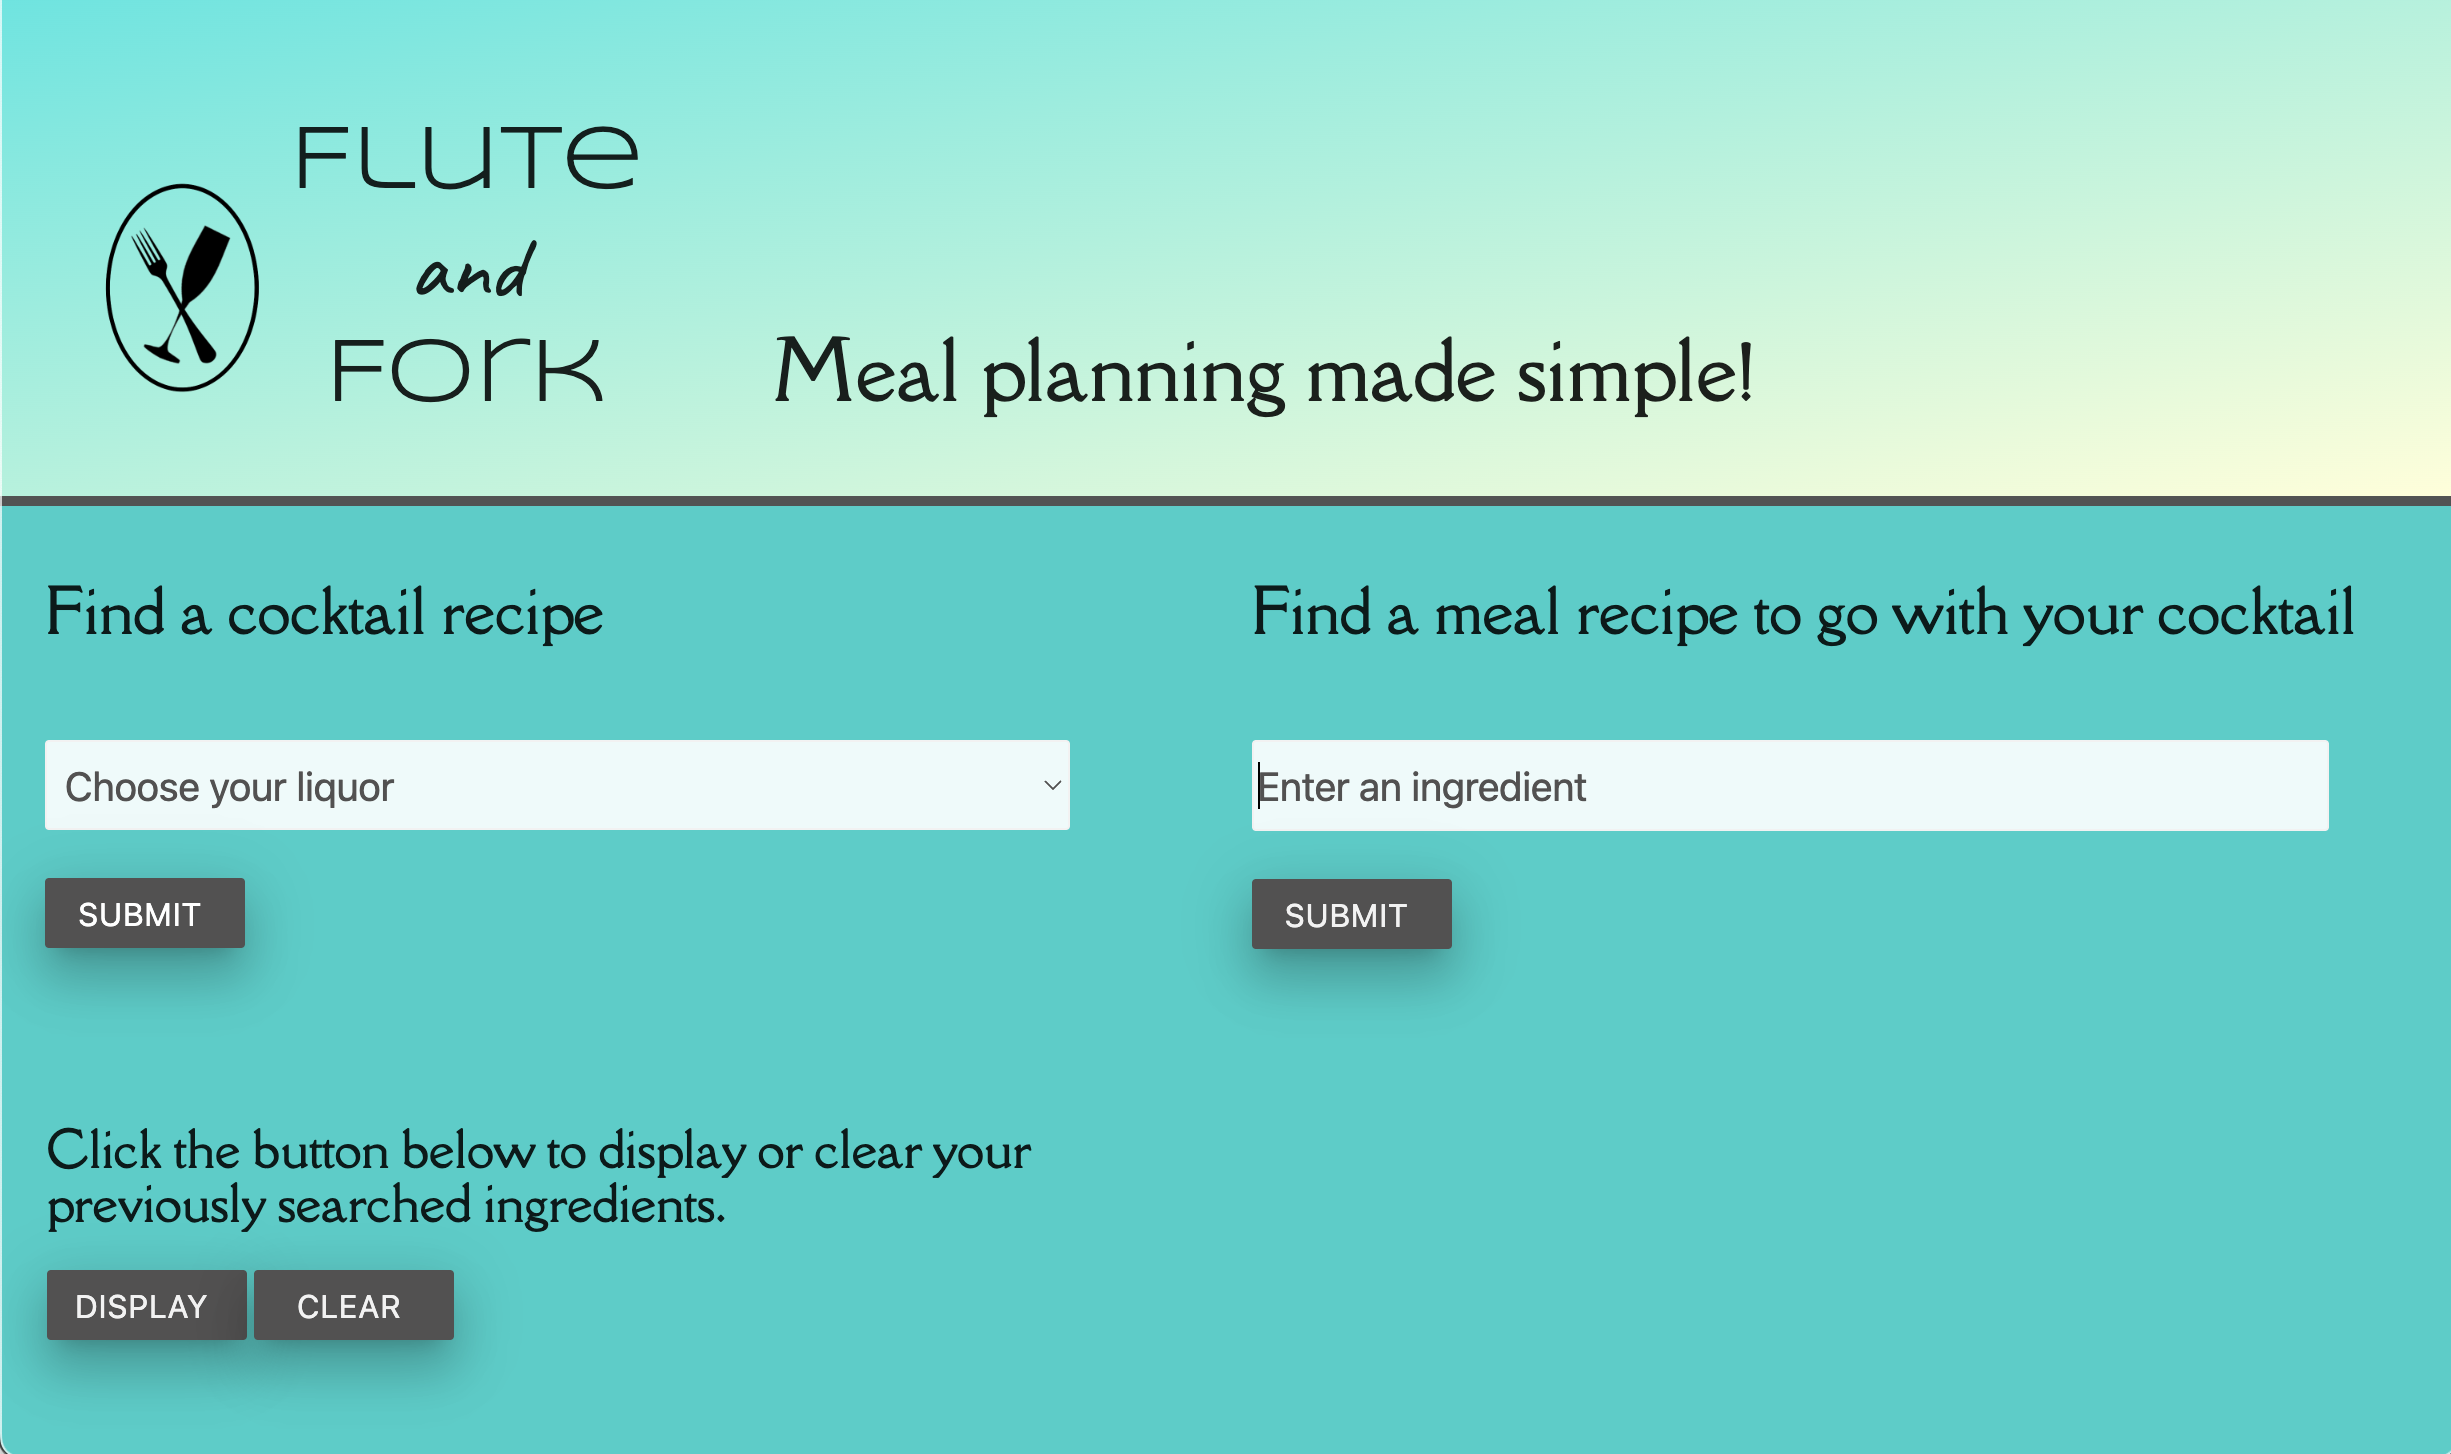 FLUTE
and
FORK
Meal planning made simple!
Find a cocktail recipe
Find a meal recipe to go with your cocktail
Choose your liquor
Enter an ingredient
SUBMIT
SUBMIT
Click the button below to display or clear your
previously searched ingredients.
DISPLAY CLEAR